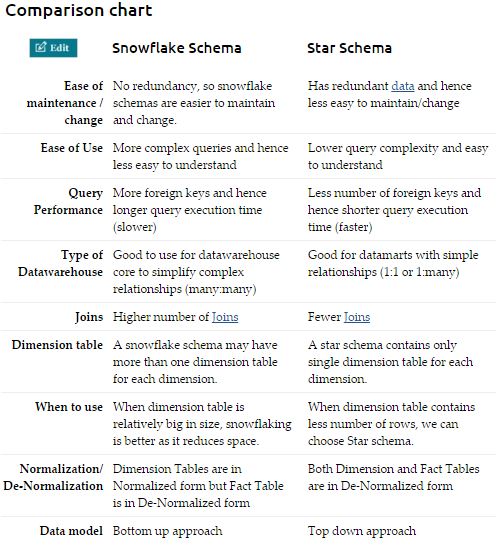 Comparison chart
Edit
Snowflake Schema
Star Schema
Ease of
maintenance /
change
No redundancy, so snowflake
schemas are easier to maintain
and change.
Has redundant data and hence
less easy to maintain/change
Ease of Use
More complex queries and hence
less easy to understand
Lower query complexity and easy
to understand
Query
Performance
More foreign keys and hence
longer query execution time
(slower)
Less number of foreign keys and
hence shorter query execution
time (faster)
Type of
Datawarehouse
Good to use for datawarehouse
core to simplify complex
relationships (many:many)
Good for datamarts with simple
relationships (1:1 or 1:many)
Joins
Higher number of Joins
Fewer Joins
Dimension table
A snowflake schema may have
more than one dimension table
for each dimension.
A star schema contains only
single dimension table for each
dimension.
When to use
When dimension table is
relatively big in size, snowflaking
is better as it reduces space.
When dimension table contains
less number of rows, we can
choose Star schema.
Normalization/
De-Normalization
Dimension Tables are in
Normalized form but Fact Table
is in De-Normalized form
Both Dimension and Fact Tables
are in De-Normalized form
Data model
Bottom up approach
Top down approach